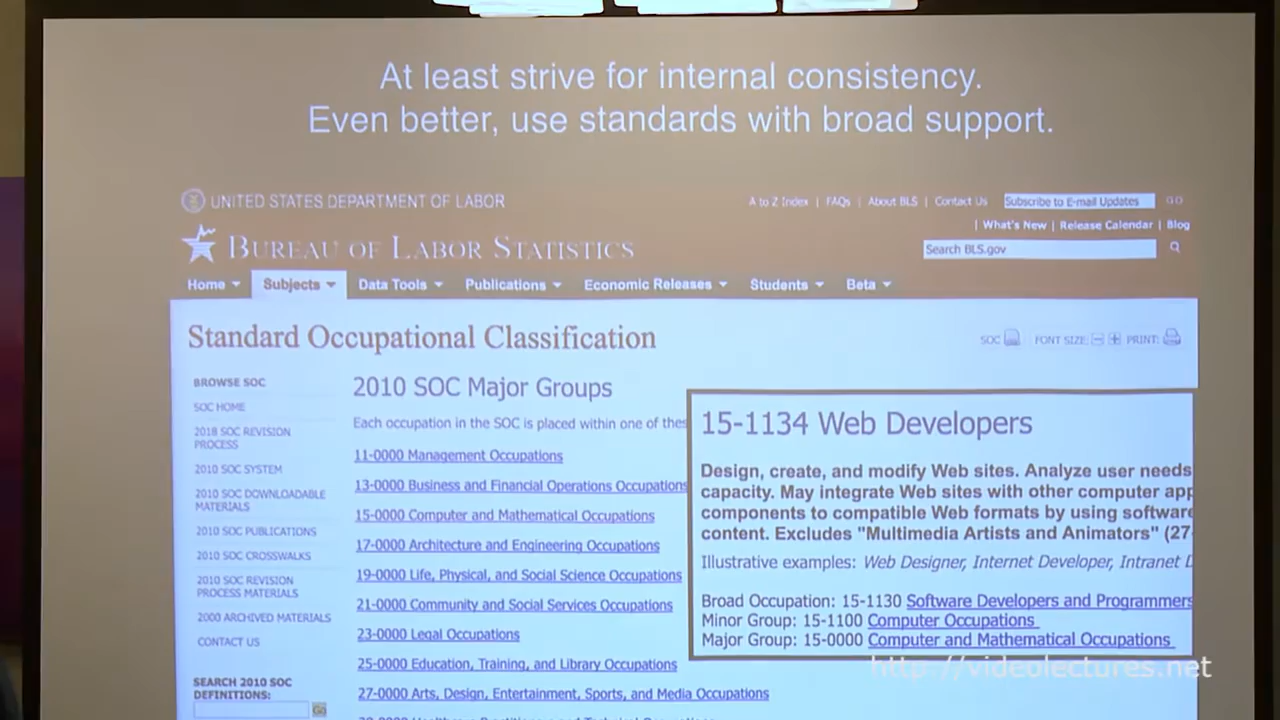 At least strive for internal consistency.
Even better, use standards with broad support.
UNITED STATES DEPARTMENT OF LABOR
A to Z Index | FAQs | About BLS | Contact Us
Subscribe to E-mail Updates GO
| What's New | Release Calendar | Blog
BUREAU OF LABOR STATISTICS
Search BLS.gov
Home Subjects Data Tools Publications Economic Releases Students Beta
Standard Occupational Classification
SOC FONT SIZE: PRINT:
BROWSE SOC
SOC HOME
2018 SOC REVISION
PROCESS
2010 SOC SYSTEM
2010 SOC DOWNLOADABLE
MATERIALS
2010 SOC PUBLICATIONS
2010 SOC CROSSWALKS
2010 SOC REVISION
PROCESS MATERIALS
2000 ARCHIVED MATERIALS
CONTACT US
SEARCH 2010 SOC
DEFINITIONS:
Go
2010 SOC Major Groups
Each occupation in the SOC is placed within one of thes
11-0000 Management Occupations
13-0000 Business and Financial Operations Occupations
15-0000 Computer and Mathematical Occupations
17-0000 Architecture and Engineering Occupations
19-0000 Life, Physical, and Social Science Occupations
21-0000 Community and Social Services Occupations
23-0000 Legal Occupations
25-0000 Education, Training, and Library Occupations
27-0000 Arts, Design, Entertainment, Sports, and Media Occupations
15-1134 Web Developers
Design, create, and modify Web sites. Analyze user needs
capacity. May integrate Web sites with other computer app
components to compatible Web formats by using software
content. Excludes "Multimedia Artists and Animators" (27-
Illustrative examples: Web Designer, Internet Developer, Intranet D
Broad Occupation: 15-1130 Software Developers and Programmers
Minor Group: 15-1100 Computer Occupations
Major Group: 15-0000 Computer and Mathematical Occupations
http://videolectures.net